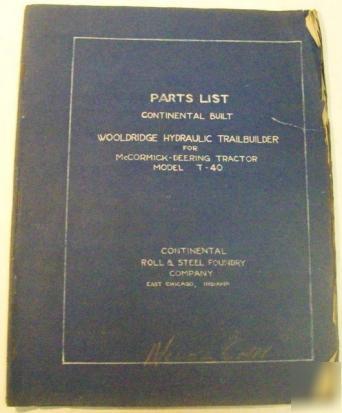 PARTS LIST
CONTINENTAL BUILT
WOOLDRIDGE HYDRAULIC TRAILBUILDER
FOR
McCORMICK-DEERING TRACTOR
MODEL T-40
CONTINENTAL
ROLL & STEEL FOUNDRY
COMPANY
EAST CHICAGO, INDIANA